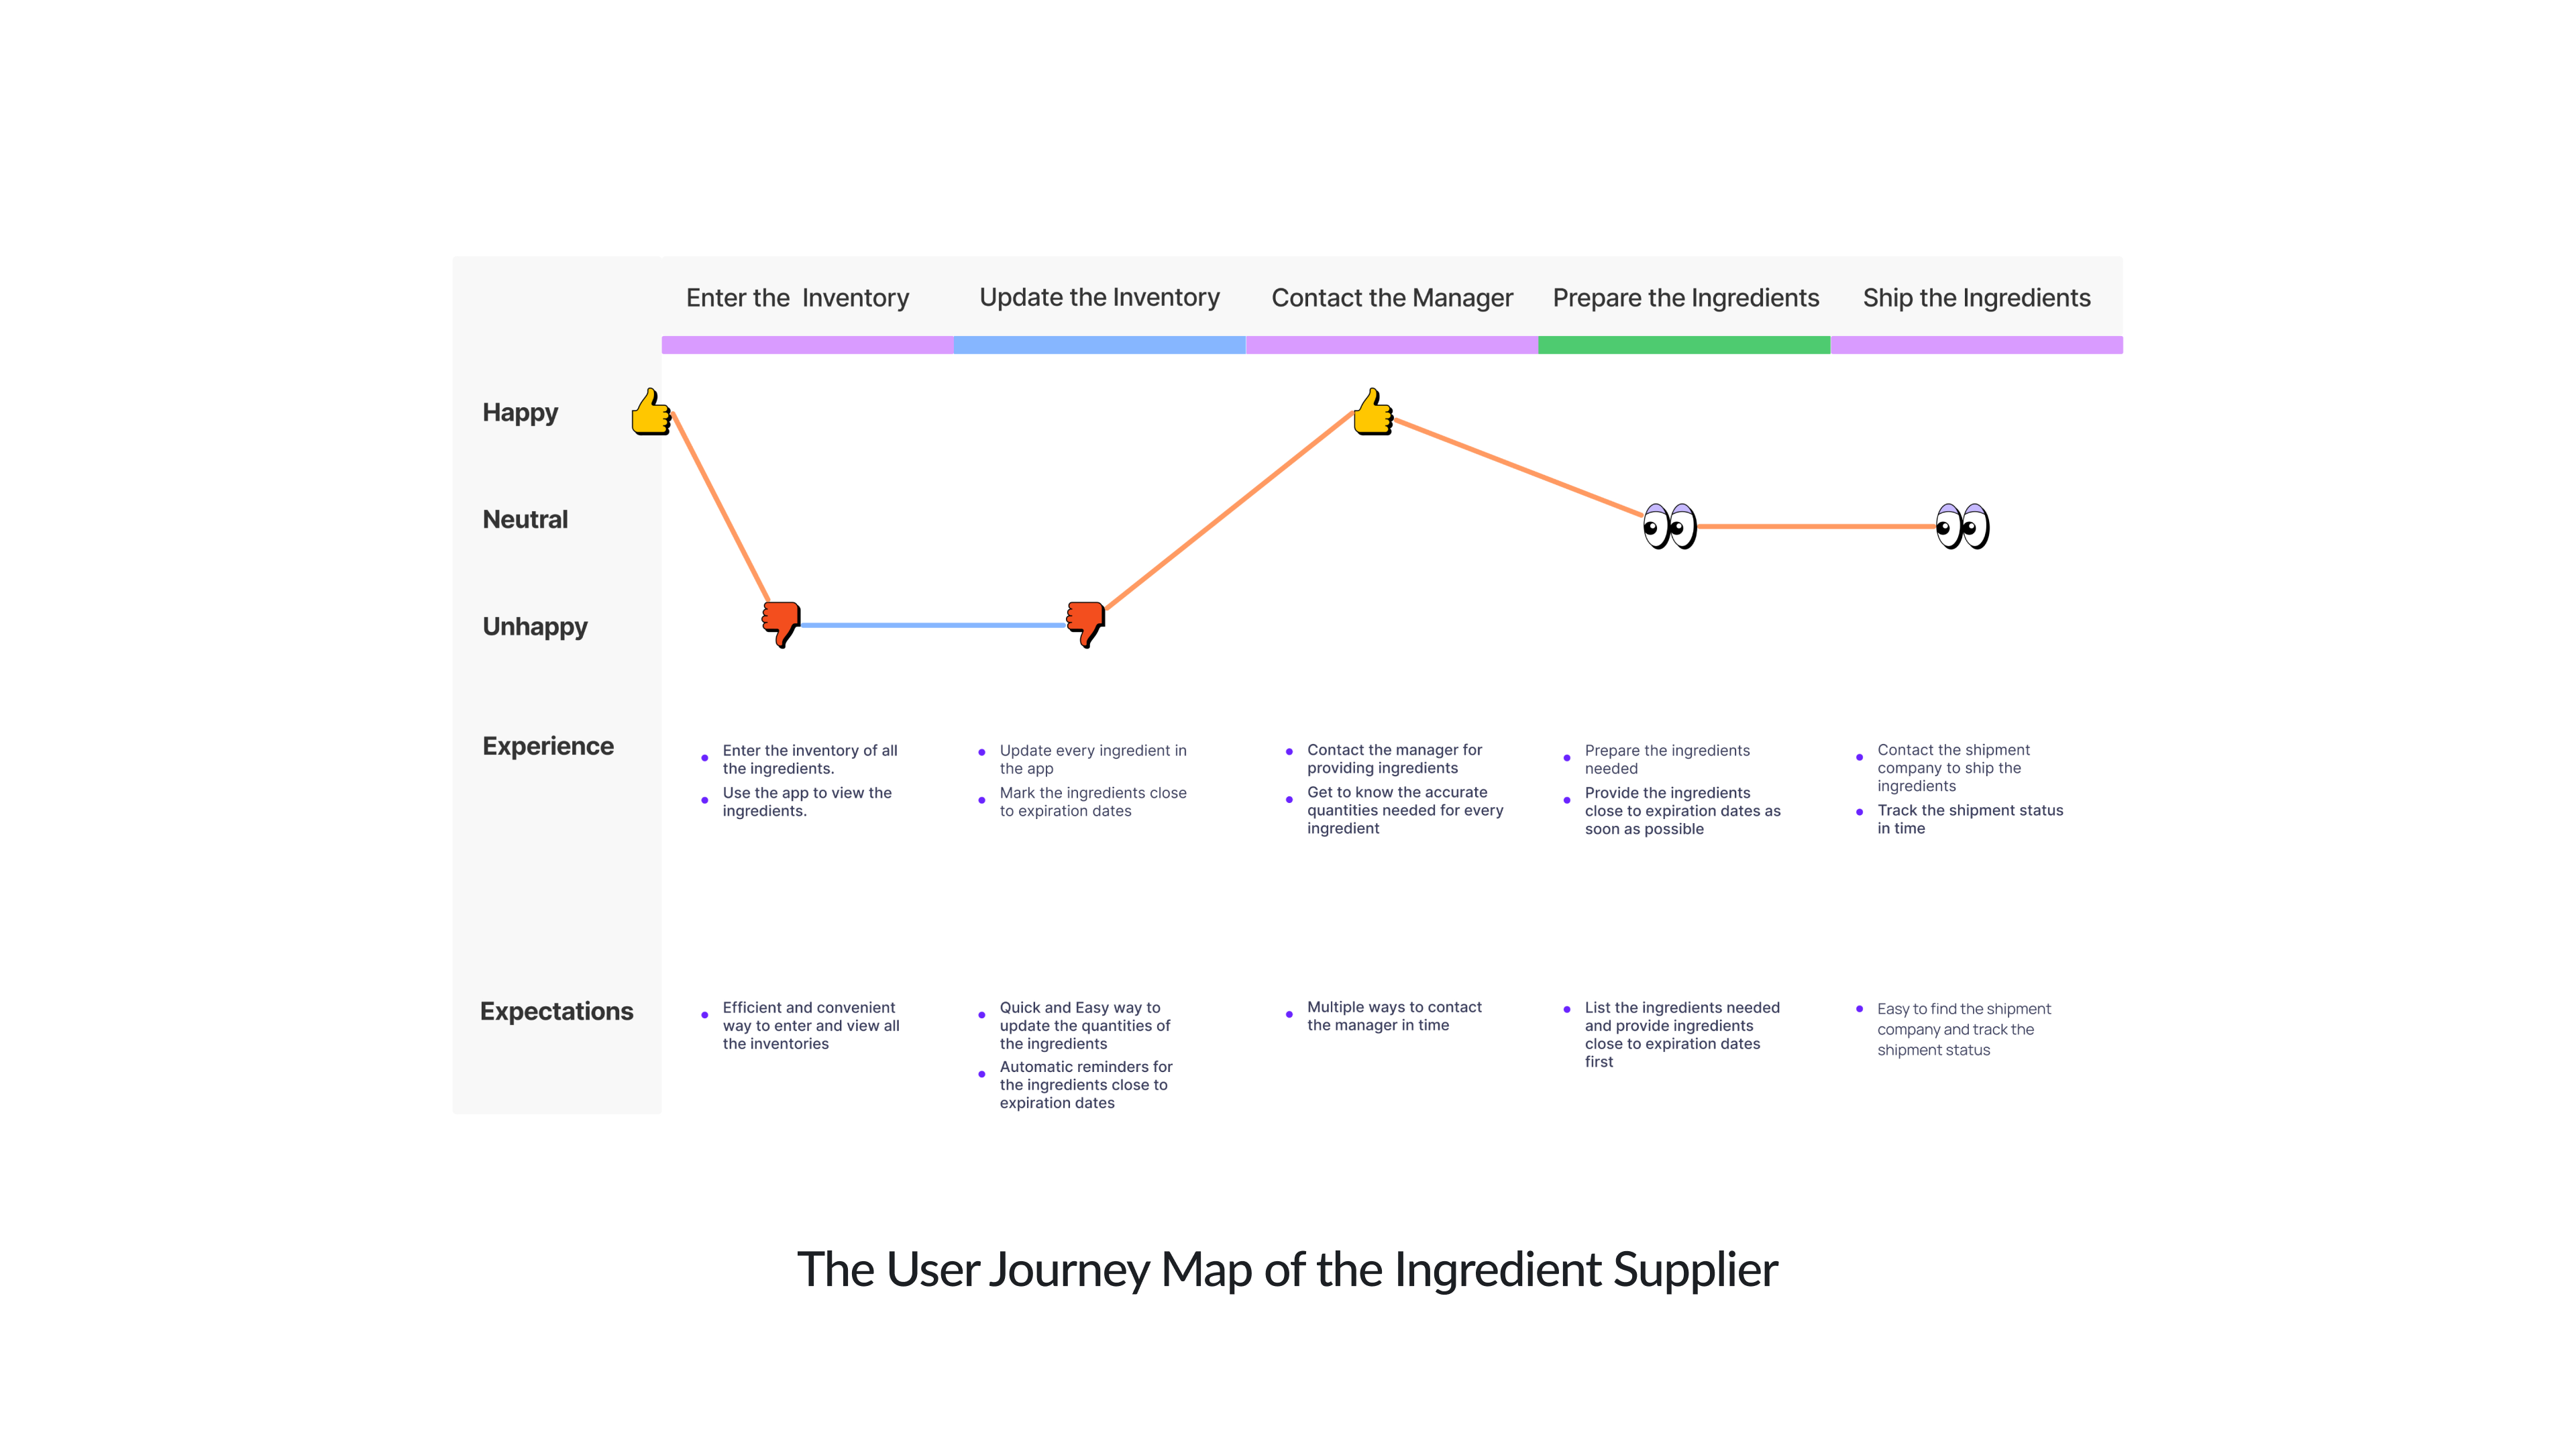 Enter the  Inventory
Update the Inventory
Contact the Manager
Prepare the Ingredients
Ship the Ingredients
Happy
Neutral
Unhappy
Experience
Enter the inventory of all
the ingredients.
Use the app to view the
ingredients.
Update every ingredient in
the app
Mark the ingredients close
to expiration dates
Contact the manager for
providing ingredients
Get to know the accurate
quantities needed for every
ingredient
Prepare the ingredients
needed
Provide the ingredients
close to expiration dates as
soon as possible
Contact the shipment
company to ship the
ingredients
Track the shipment status
in time
Expectations
Efficient and convenient
way to enter and view all
the inventories
Quick and Easy way to
update the quantities of
the ingredients
Automatic reminders for
the ingredients close to
expiration dates
Multiple ways to contact
the manager in time
List the ingredients needed
and provide ingredients
close to expiration dates
first
Easy to find the shipment
company and track the
shipment status
The User Journey Map of the Ingredient Supplier